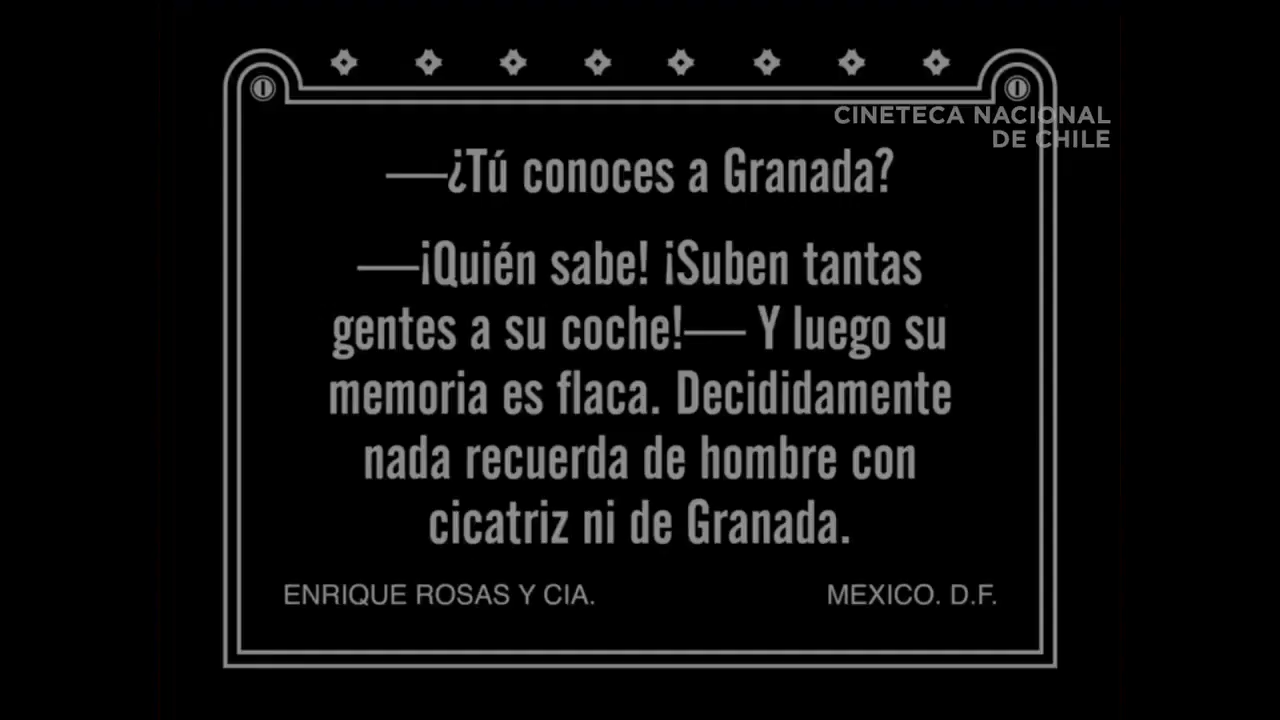 CINETECA NACIONAL
DE CHILE
—¿Tú conoces a Granada?
—¡Quién sabe! ¡Suben tantas
gentes a su coche!— Y luego su
memoria es flaca. Decididamente
nada recuerda de hombre con
cicatriz ni de Granada.
ENRIQUE ROSAS Y CIA. MEXICO. D.F.